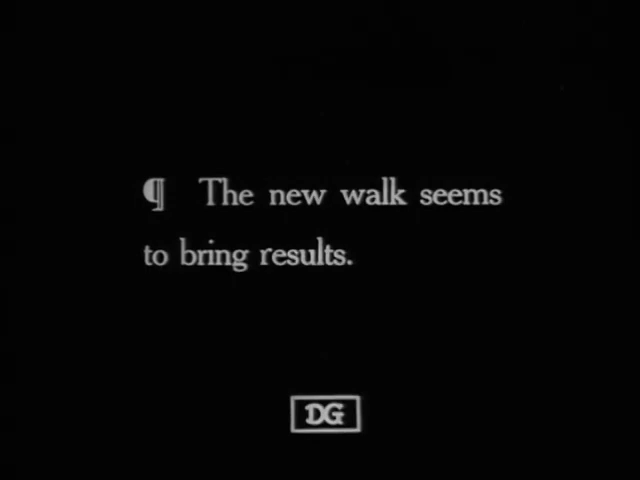 ¶ The new walk seems
to bring results.
DG